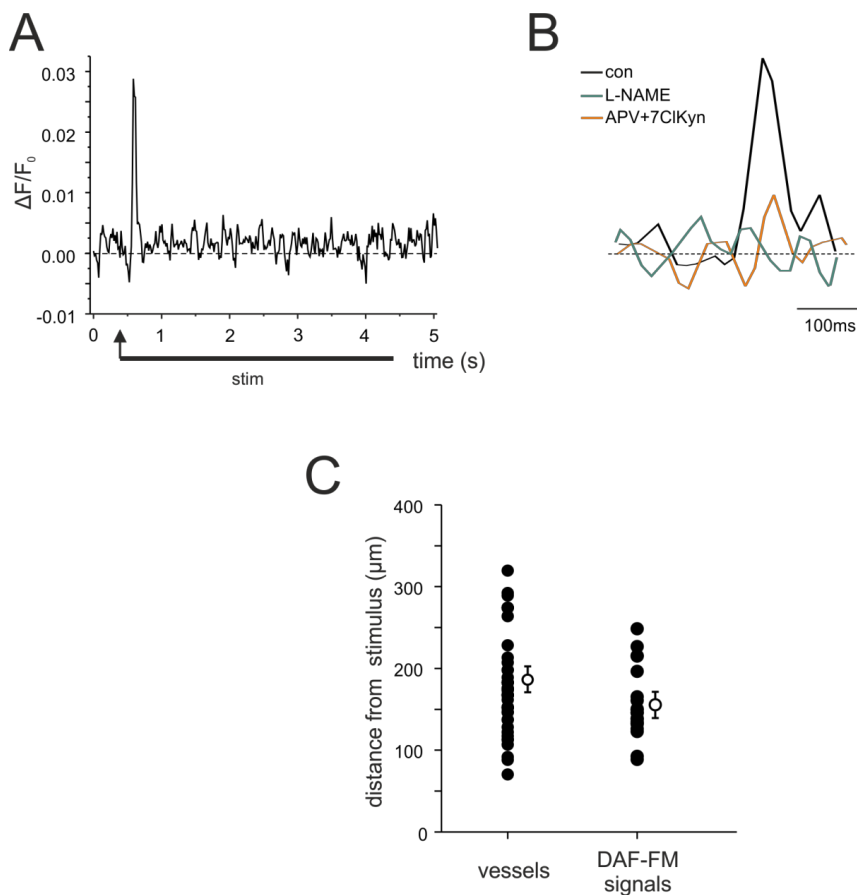 A
0.03
0.02
0.01
0.00
-0.01
ΔF/F₀
0 1 2 3 4 5
time (s)
stim
B
con
L-NAME
APV+7ClKyn
100ms
C
400
300
200
100
0
distance from stimulus (µm)
vessels
DAF-FM
signals